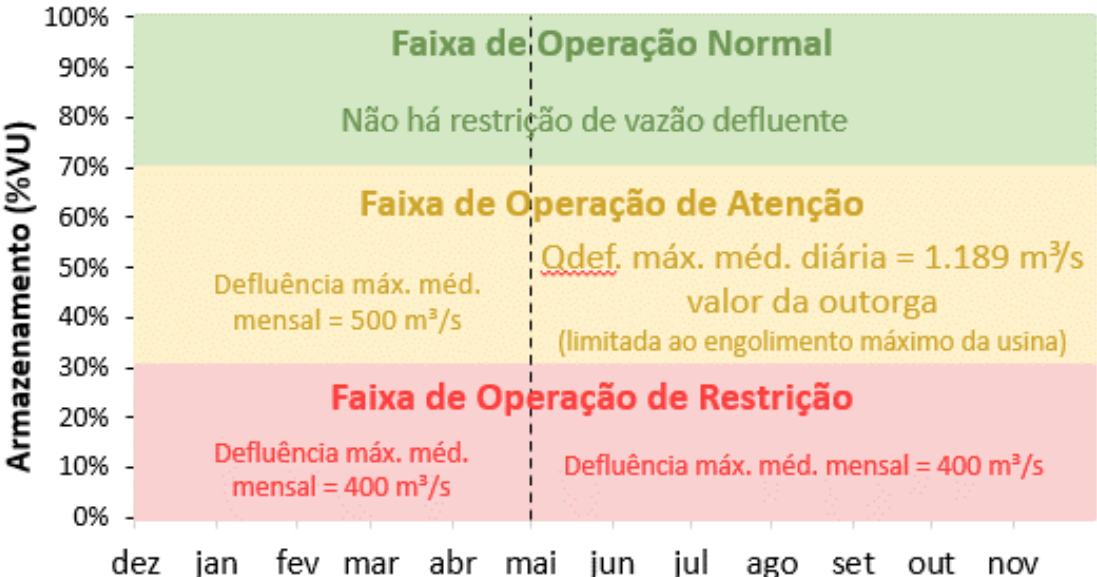 100%
90%
80%
70%
60%
50%
40%
30%
20%
10%
0%
Armazenamento (%VU)
Faixa de Operação Normal
Não há restrição de vazão defluente
Faixa de Operação de Atenção
Defluência máx. méd.
mensal = 500 m³/s
Qdef. máx. méd. diária = 1.189 m³/s
valor da outorga
(limitada ao engolimento máximo da usina)
Faixa de Operação de Restrição
Defluência máx. méd.
mensal = 400 m³/s
Defluência máx. méd. mensal = 400 m³/s
dez jan fev mar abr mai jun jul ago set out nov